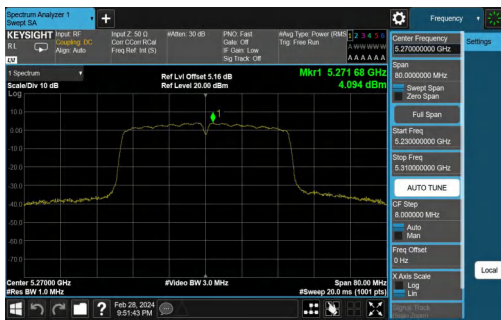 Spectrum Analyzer 1
Swept SA
+
Frequency
KEYSIGHT
RL
Input: RF
Coupling: DC
Align: Auto
Input Z: 50 Ω
Corr CCorr RCal
Freq Ref: Int (S)
#Atten: 30 dB
PNO: Fast
Gate: Off
IF Gain: Low
Sig Track: Off
#Avg Type: Power (RMS)
Trig: Free Run
1 2 3 4 5 6
A W W W W W
A A A A A A
1 Spectrum
Scale/Div 10 dB
Ref Lvl Offset 5.16 dB
Ref Level 20.00 dBm
Mkr1 5.271 68 GHz
4.094 dBm
Log
1
10.0
0.00
-10.0
-20.0
-30.0
-40.0
-50.0
-60.0
-70.0
Center 5.27000 GHz
#Res BW 1.0 MHz
#Video BW 3.0 MHz
Span 80.00 MHz
#Sweep 20.0 ms (1001 pts)
Feb 28, 2024
9:51:43 PM
Center Frequency
5.270000000 GHz
Settings
Span
80.0000000 MHz
Swept Span
Zero Span
Full Span
Start Freq
5.230000000 GHz
Stop Freq
5.310000000 GHz
AUTO TUNE
CF Step
8.000000 MHz
Auto
Man
Freq Offset
0 Hz
X Axis Scale
Log
Lin
Local
Signal Track